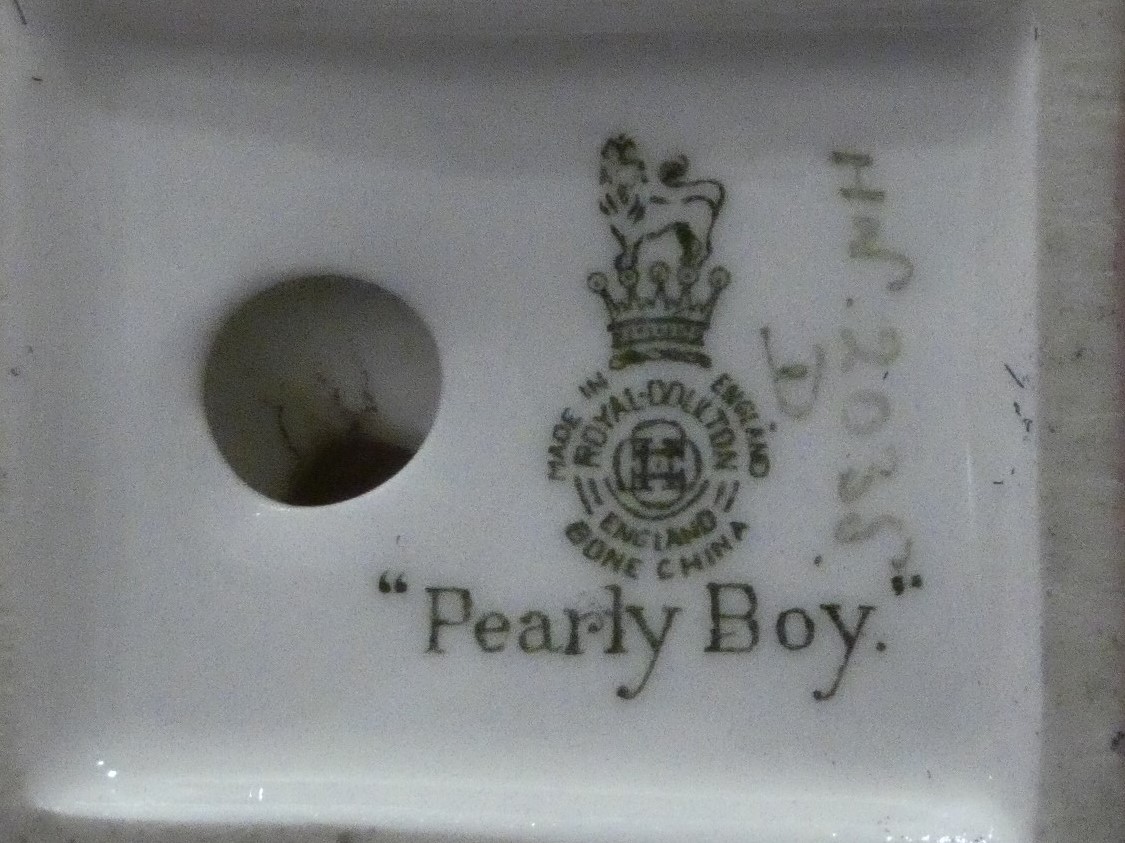 MADE IN ENGLAND
ROYAL·DOULTON
ENGLAND
BONE CHINA
"Pearly Boy."
HN. 2035